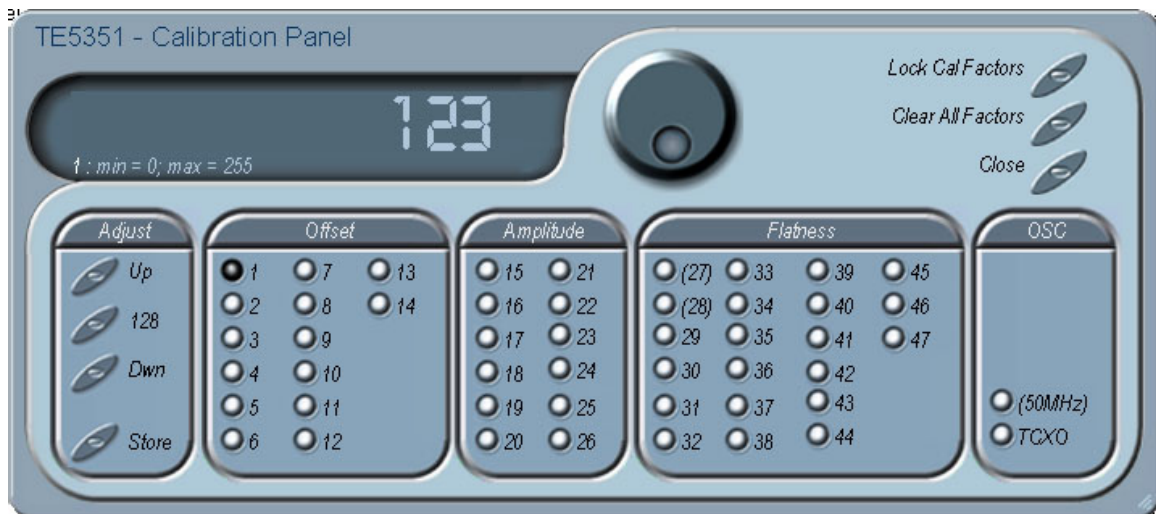 TE5351 - Calibration Panel
123
1 : min = 0; max = 255
Lock Cal Factors
Clear All Factors
Close
Adjust
Up
128
Dwn
Store
Offset
1 7 13
2 8 14
3 9
4 10
5 11
6 12
Amplitude
15 21
16 22
17 23
18 24
19 25
20 26
Flatness
(27) 33 39 45
(28) 34 40 46
29 35 41 47
30 36 42
31 37 43
32 38 44
OSC
(50MHz)
TCXO